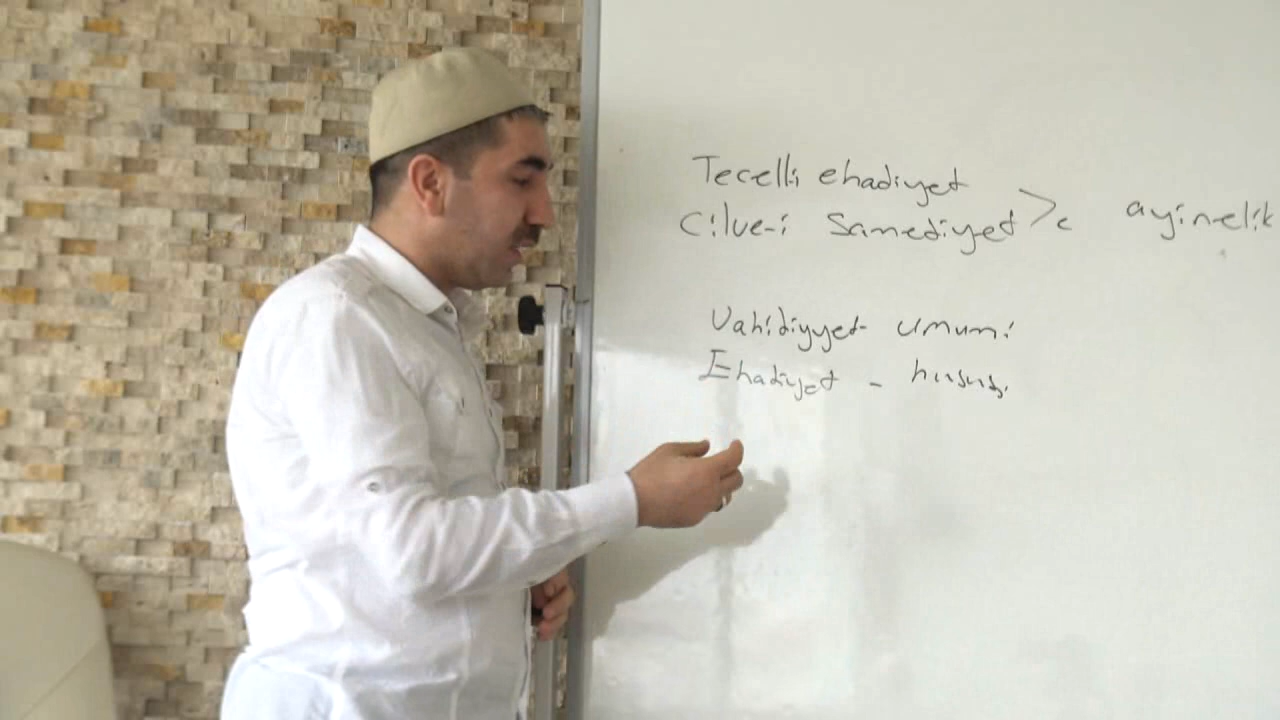 Tecelli ehadiyet
Cilve-i Samediyet >e ayinelik
Vahidiyyet- umumi
Ehadiyet - hususi